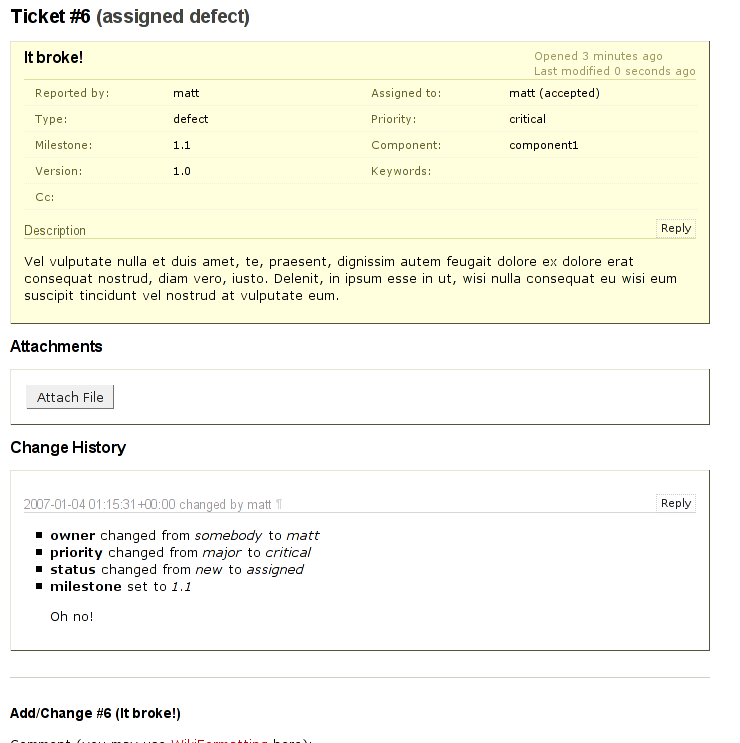 Ticket #6 (assigned defect)
It broke!
Opened 3 minutes ago
Last modified 0 seconds ago
Reported by: matt Assigned to: matt (accepted)
Type: defect Priority: critical
Milestone: 1.1 Component: component1
Version: 1.0 Keywords:
Cc:
Description Reply
Vel vulputate nulla et duis amet, te, praesent, dignissim autem feugait dolore ex dolore erat
consequat nostrud, diam vero, iusto. Delenit, in ipsum esse in ut, wisi nulla consequat eu wisi eum
suscipit tincidunt vel nostrud at vulputate eum.
Attachments
Attach File
Change History
2007-01-04 01:15:31+00:00 changed by matt ¶ Reply
owner changed from somebody to matt
priority changed from major to critical
status changed from new to assigned
milestone set to 1.1
Oh no!
Add/Change #6 (It broke!)
Comment (you may use WikiFormatting here):